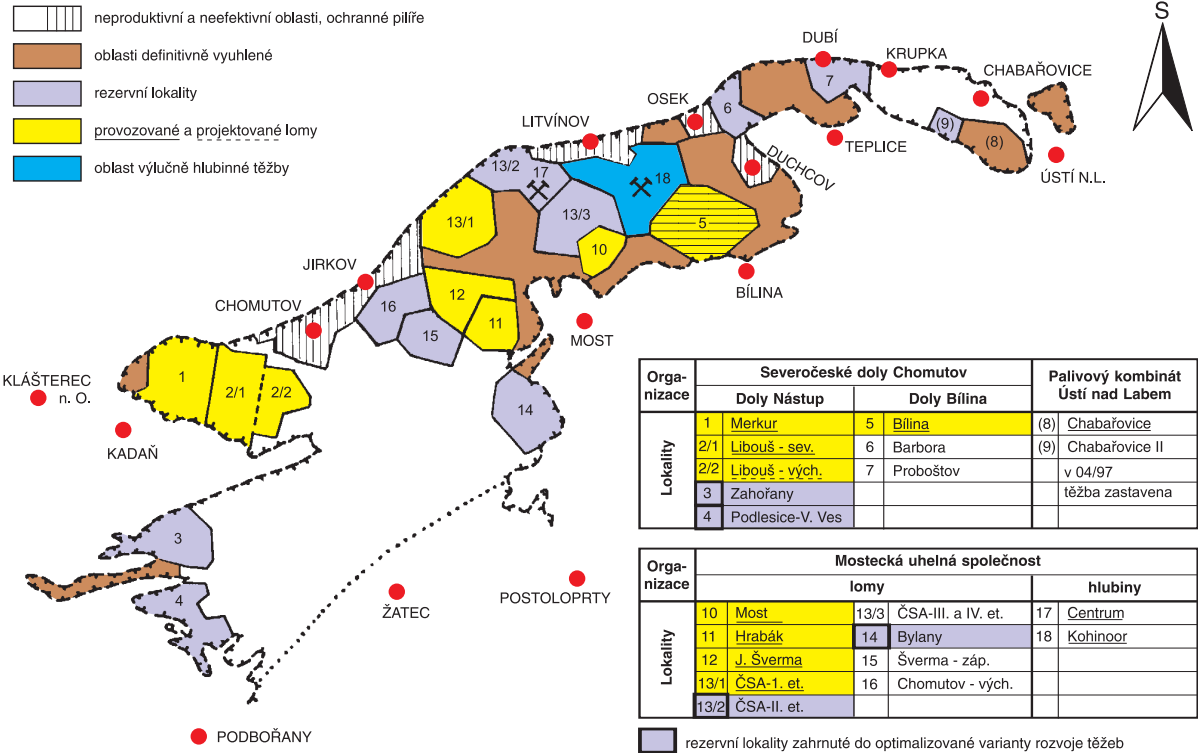 neproduktivní a neefektivní oblasti, ochranné pilíře
oblasti definitivně vyuhlené
rezervní lokality
provozované a projektované lomy
oblast výlučně hlubinné těžby
S
DUBÍ
KRUPKA
CHABAŘOVICE
7
OSEK
6
LITVÍNOV
(9)
(8)
TEPLICE
ÚSTÍ N.L.
DUCHCOV
13/2
17
18
13/1
13/3
5
10
JIRKOV
BÍLINA
CHOMUTOV
12
16
11
15
MOST
KLÁŠTEREC
n. O.
1
2/1
2/2
14
KADAŇ
3
4
ŽATEC
POSTOLOPRTY
PODBOŘANY
Orga-
nizace
Severočeské doly Chomutov
Palivový kombinát
Ústí nad Labem
Doly Nástup
Doly Bílina
Lokality
1 Merkur 5 Bílina (8) Chabařovice
2/1 Libouš - sev. 6 Barbora (9) Chabařovice II
2/2 Libouš - vých. 7 Proboštov v 04/97
3 Zahořany těžba zastavena
4 Podlesice-V. Ves
Orga-
nizace
Mostecká uhelná společnost
lomy hlubiny
Lokality
10 Most 13/3 ČSA-III. a IV. et. 17 Centrum
11 Hrabák 14 Bylany 18 Kohinoor
12 J. Šverma 15 Šverma - záp.
13/1 ČSA-1. et. 16 Chomutov - vých.
13/2 ČSA-II. et.
rezervní lokality zahrnuté do optimalizované varianty rozvoje těžeb